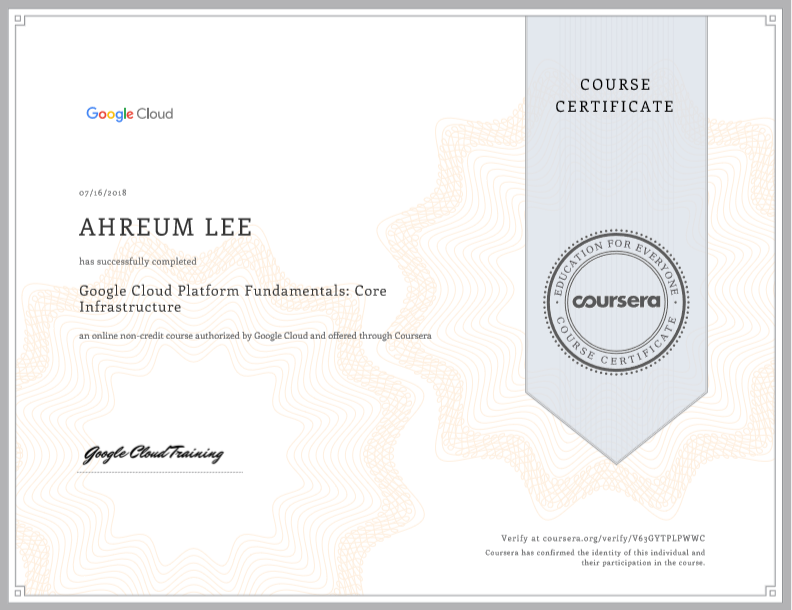 COURSE
CERTIFICATE
Google Cloud
07/16/2018
AHREUM LEE
has successfully completed
Google Cloud Platform Fundamentals: Core
Infrastructure
an online non-credit course authorized by Google Cloud and offered through Coursera
EDUCATION FOR EVERYONE
coursera
COURSE CERTIFICATE
Google Cloud Training
Verify at coursera.org/verify/V63GYTPLPWWC
Coursera has confirmed the identity of this individual and
their participation in the course.